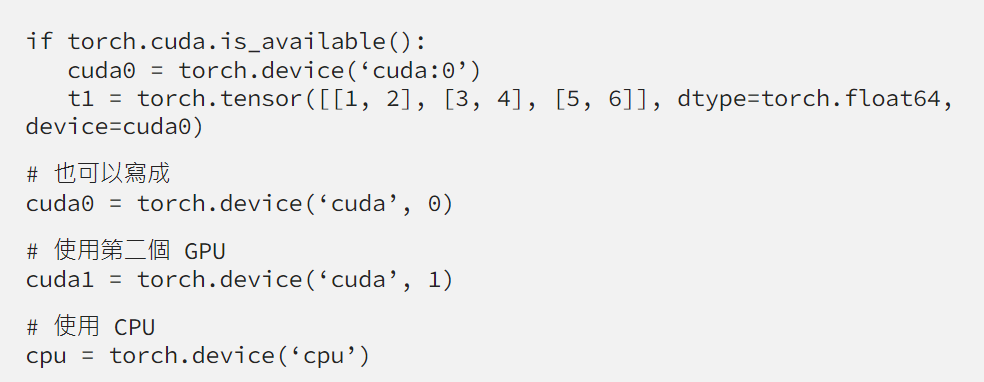 if torch.cuda.is_available():
   cuda0 = torch.device(‘cuda:0’)
   t1 = torch.tensor([[1, 2], [3, 4], [5, 6]], dtype=torch.float64,
device=cuda0)
# 也可以寫成
cuda0 = torch.device(‘cuda’, 0)
# 使用第二個 GPU
cuda1 = torch.device(‘cuda’, 1)
# 使用 CPU
cpu = torch.device(‘cpu’)